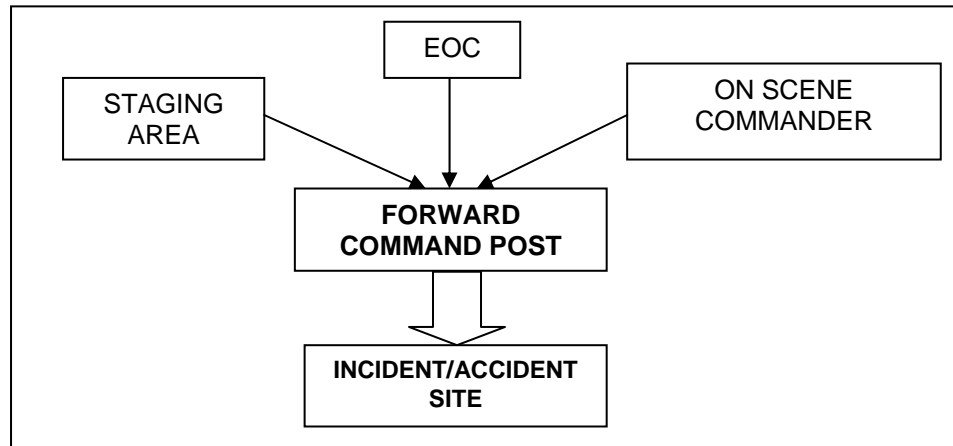 EOC
STAGING
AREA
ON SCENE
COMMANDER
FORWARD
COMMAND POST
INCIDENT/ACCIDENT
SITE